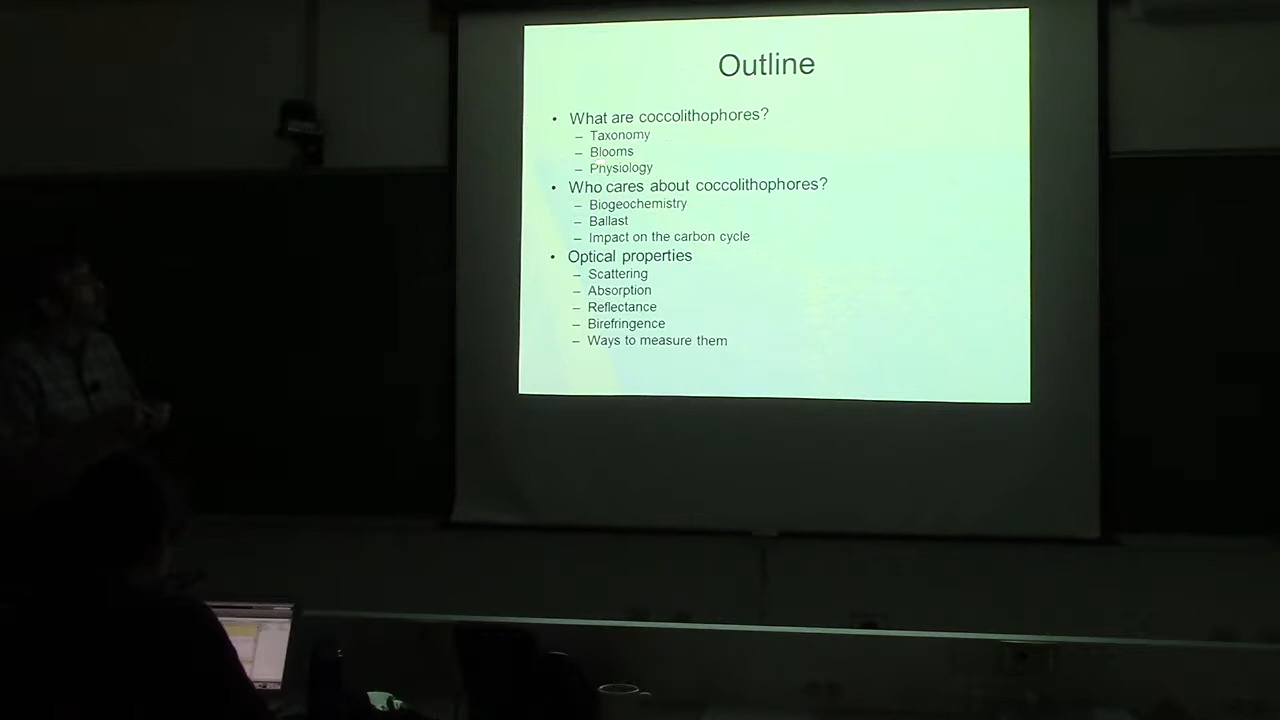 Outline
• What are coccolithophores?
– Taxonomy
– Blooms
– Physiology
• Who cares about coccolithophores?
– Biogeochemistry
– Ballast
– Impact on the carbon cycle
• Optical properties
– Scattering
– Absorption
– Reflectance
– Birefringence
– Ways to measure them